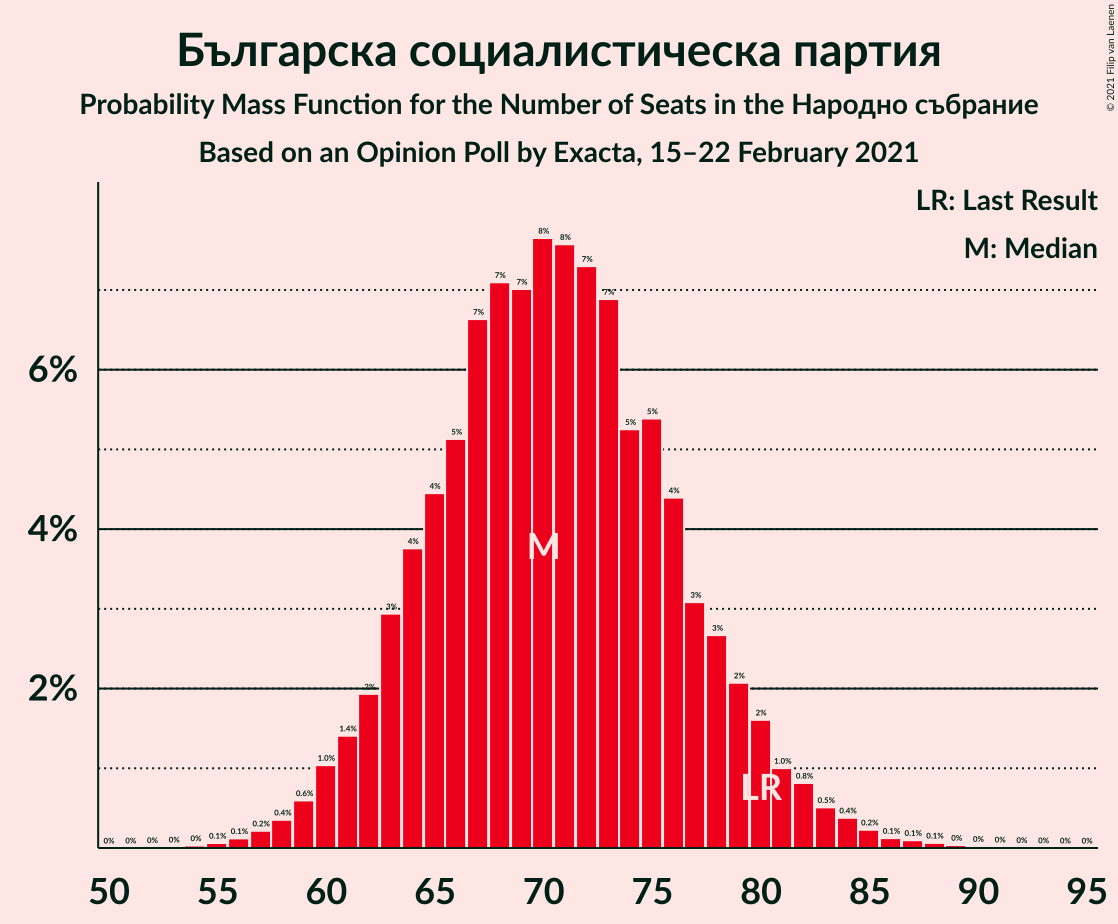 Българска социалистическа партия
Probability Mass Function for the Number of Seats in the Народно събрание
Based on an Opinion Poll by Exacta, 15–22 February 2021
© 2021 Filip van Laenen
LR: Last Result
M: Median
6%
4%
2%
0% 0% 0% 0% 0% 0.1% 0.1% 0.2% 0.4% 0.6% 1.0% 1.4% 2% 3% 4% 4% 5% 7% 7% 7% 8% 8% 7% 7% 5% 5% 4% 3% 3% 2% 2% 1.0% 0.8% 0.5% 0.4% 0.2% 0.1% 0.1% 0.1% 0% 0% 0% 0% 0% 0% 0%
M
LR
50 55 60 65 70 75 80 85 90 95